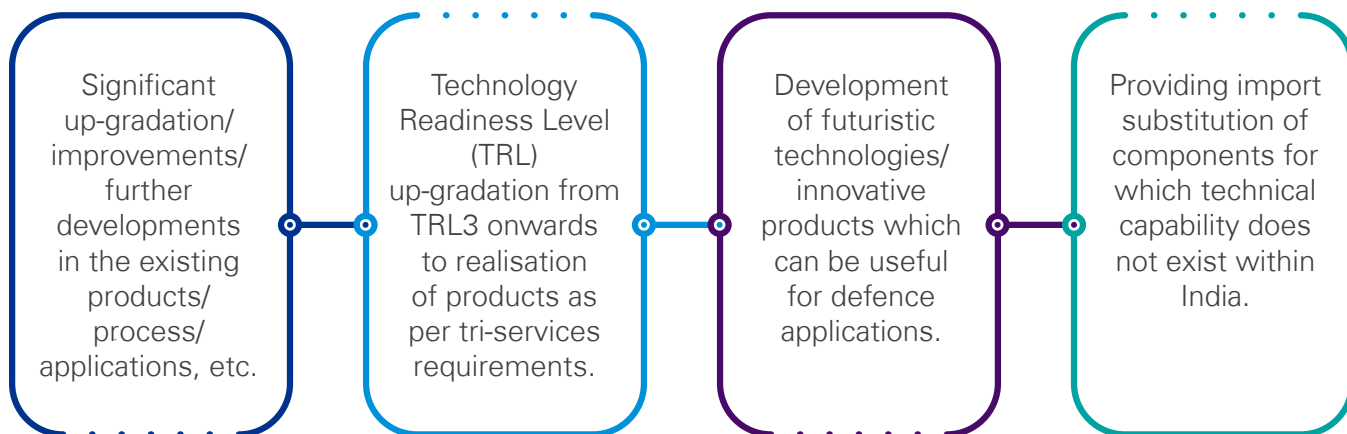 Significant
up-gradation/
improvements/
further
developments
in the existing
products/
process/
applications, etc.
Technology
Readiness Level
(TRL)
up-gradation from
TRL3 onwards
to realisation
of products as
per tri-services
requirements.
Development
of futuristic
technologies/
innovative
products which
can be useful
for defence
applications.
Providing import
substitution of
components for
which technical
capability does
not exist within
India.